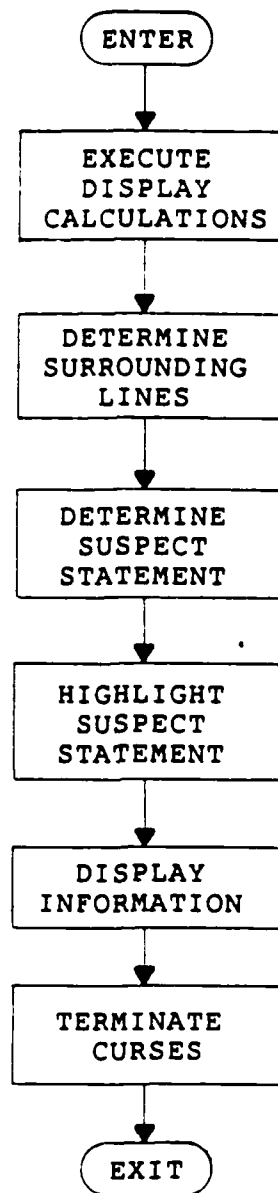 ENTER
EXECUTE
DISPLAY
CALCULATIONS
DETERMINE
SURROUNDING
LINES
DETERMINE
SUSPECT
STATEMENT
HIGHLIGHT
SUSPECT
STATEMENT
DISPLAY
INFORMATION
TERMINATE
CURSES
EXIT